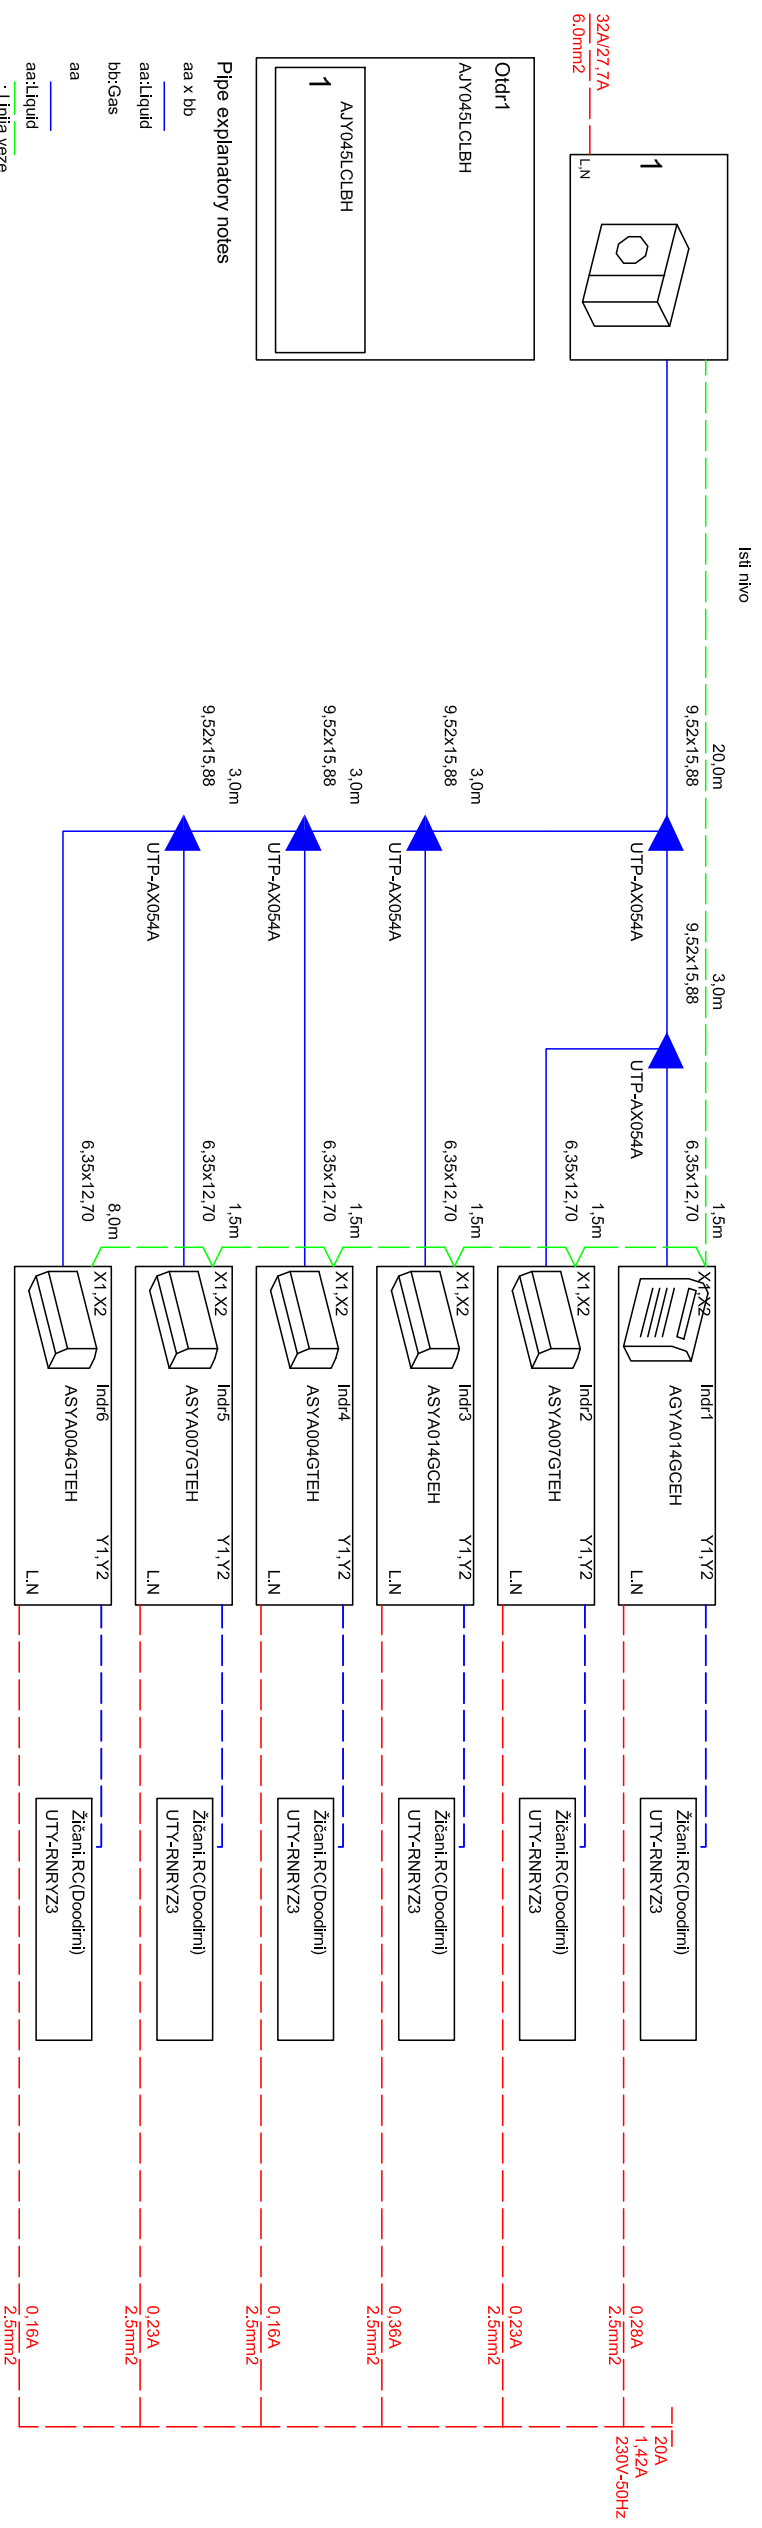 Isti nivo
32A/27,7A
6.0mm2
1
L,N
Otdr1
AJY045LCLBH
1
AJY045LCLBH
Pipe explanatory notes
aa x bb
aa:Liquid
bb:Gas
aa
aa:Liquid
: Linija veze
20,0m
9,52x15,88
UTP-AX054A
3,0m
9,52x15,88
UTP-AX054A
3,0m
9,52x15,88
UTP-AX054A
3,0m
9,52x15,88
UTP-AX054A
3,0m
9,52x15,88
UTP-AX054A
1,5m
6,35x12,70
X1,X2
Indr1
AGYA014GCEH
Y1,Y2
L.N
Žičani.RC(Doodirni)
UTY-RNRYZ3
0,28A
2.5mm2
1,5m
6,35x12,70
X1,X2
Indr2
ASYA007GTEH
Y1,Y2
L.N
Žičani.RC(Doodirni)
UTY-RNRYZ3
0,23A
2.5mm2
1,5m
6,35x12,70
X1,X2
Indr3
ASYA014GCEH
Y1,Y2
L.N
Žičani.RC(Doodirni)
UTY-RNRYZ3
0,36A
2.5mm2
1,5m
6,35x12,70
X1,X2
Indr4
ASYA004GTEH
Y1,Y2
L.N
Žičani.RC(Doodirni)
UTY-RNRYZ3
0,16A
2.5mm2
1,5m
6,35x12,70
X1,X2
Indr5
ASYA007GTEH
Y1,Y2
L.N
Žičani.RC(Doodirni)
UTY-RNRYZ3
0,23A
2.5mm2
8,0m
6,35x12,70
X1,X2
Indr6
ASYA004GTEH
Y1,Y2
L.N
Žičani.RC(Doodirni)
UTY-RNRYZ3
0,16A
2.5mm2
20A
1,42A
230V-50Hz